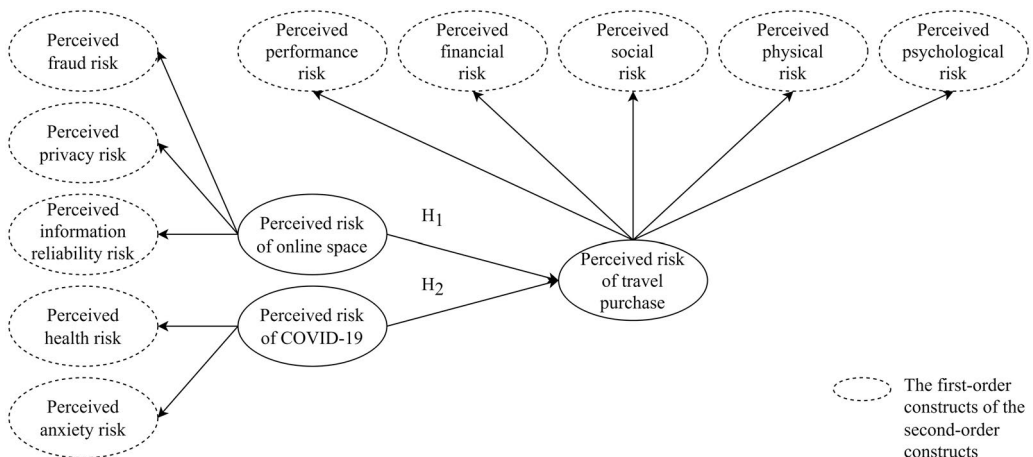 Perceived
fraud risk
Perceived
performance
risk
Perceived
financial
risk
Perceived
social
risk
Perceived
physical
risk
Perceived
psychological
risk
Perceived
privacy risk
Perceived
information
reliability risk
Perceived risk
of online space
H1
Perceived risk
of travel
purchase
H2
Perceived
health risk
Perceived risk
of COVID-19
Perceived
anxiety risk
The first-order
constructs of the
second-order
constructs